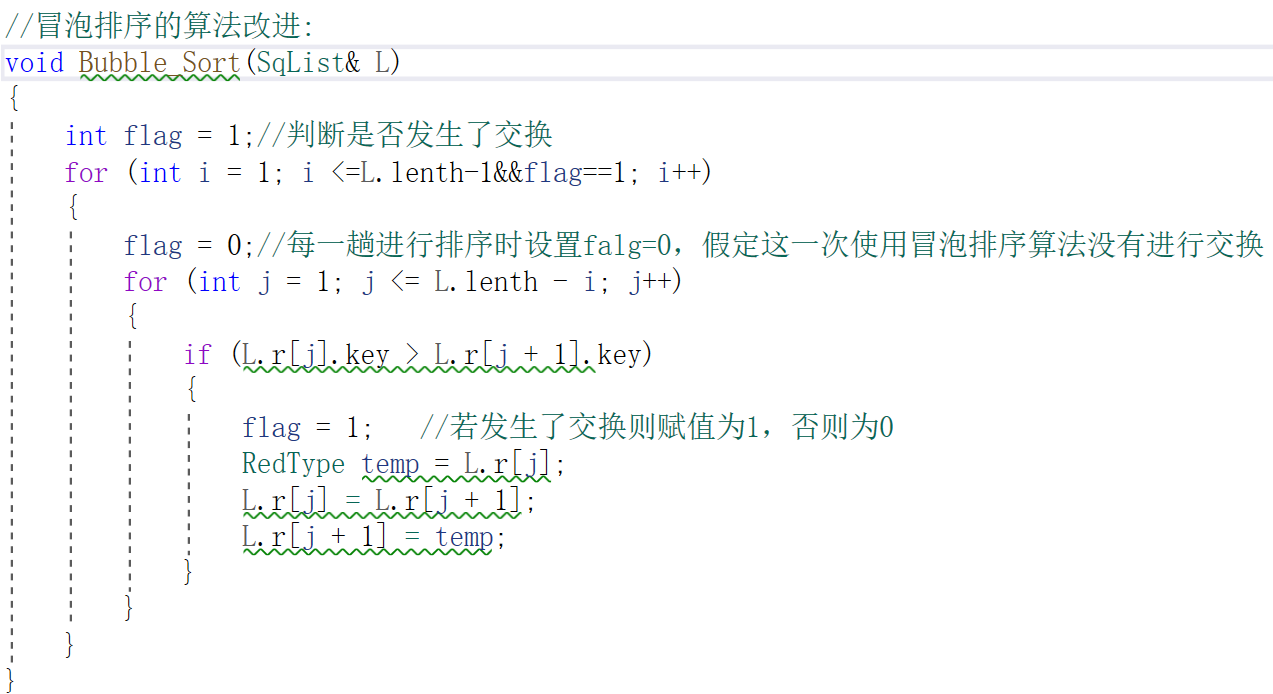 //冒泡排序的算法改进:
void Bubble_Sort(SqList& L)
{
    int flag = 1;//判断是否发生了交换
    for (int i = 1; i <=L.lenth-1&&flag==1; i++)
    {
        flag = 0;//每一趟进行排序时设置falg=0，假定这一次使用冒泡排序算法没有进行交换
        for (int j = 1; j <= L.lenth - i; j++)
        {
            if (L.r[j].key > L.r[j + 1].key)
            {
                flag = 1;   //若发生了交换则赋值为1，否则为0
                RedType temp = L.r[j];
                L.r[j] = L.r[j + 1];
                L.r[j + 1] = temp;
            }
        }
    }
}